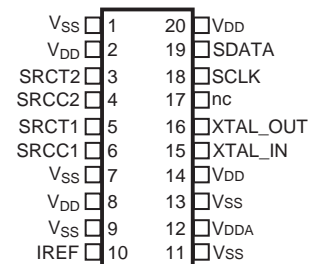 VSS 1 20 VDD
VDD 2 19 SDATA
SRCT2 3 18 SCLK
SRCC2 4 17 nc
SRCT1 5 16 XTAL_OUT
SRCC1 6 15 XTAL_IN
VSS 7 14 VDD
VDD 8 13 VSS
VSS 9 12 VDDA
IREF 10 11 VSS